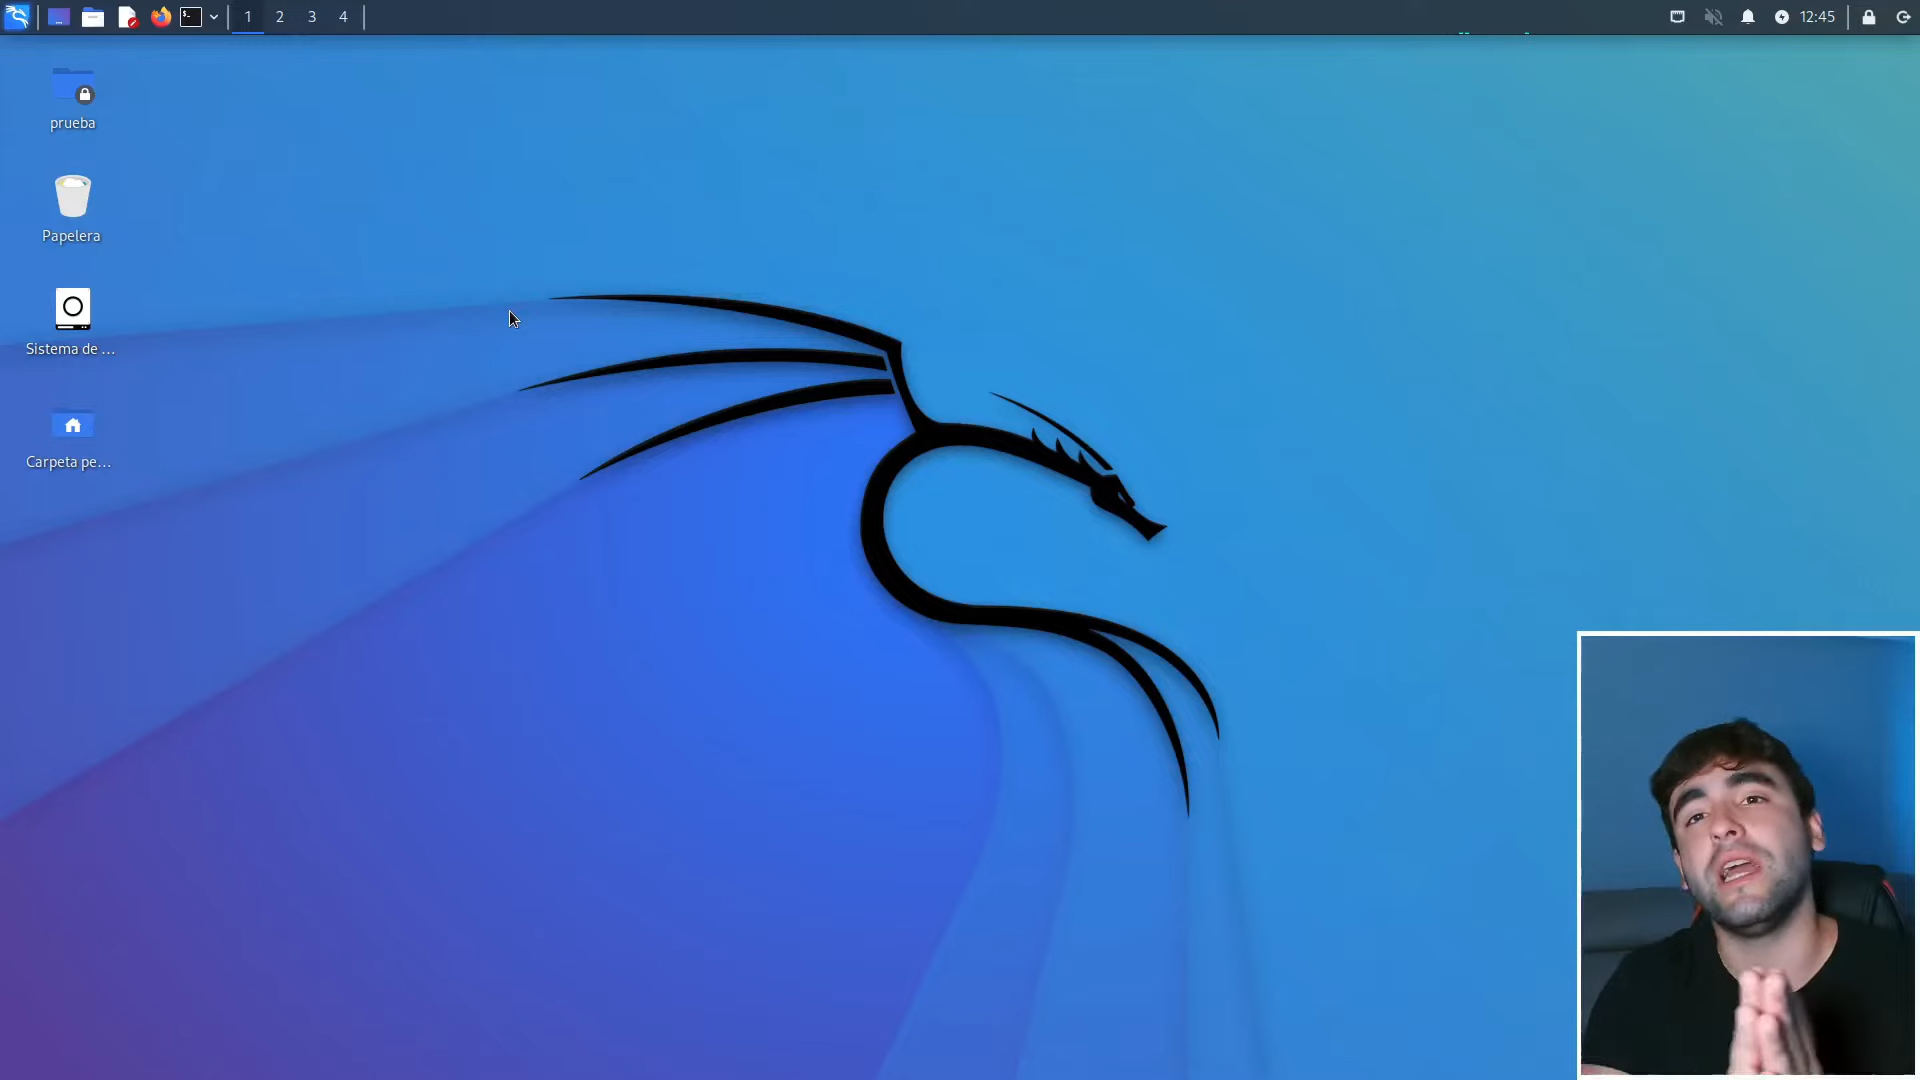 1 2 3 4
12:45
prueba
Papelera
Sistema de ...
Carpeta pe...